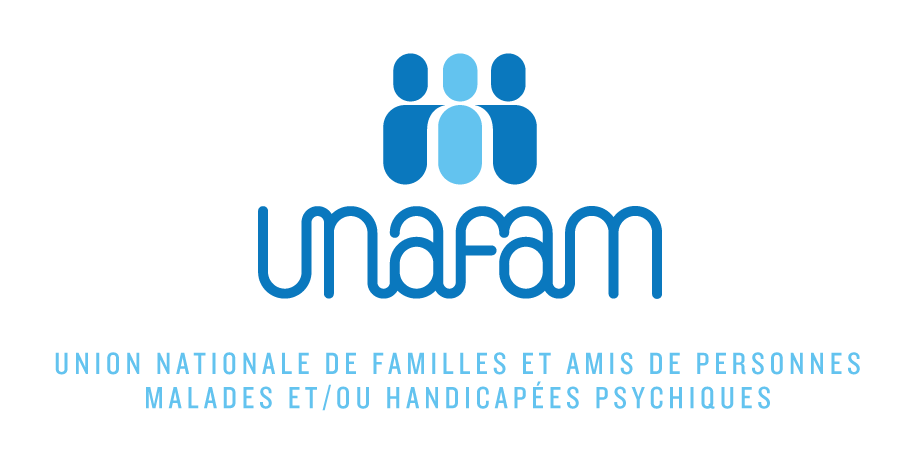 unafam
UNION NATIONALE DE FAMILLES ET AMIS DE PERSONNES
MALADES ET/OU HANDICAPÉES PSYCHIQUES